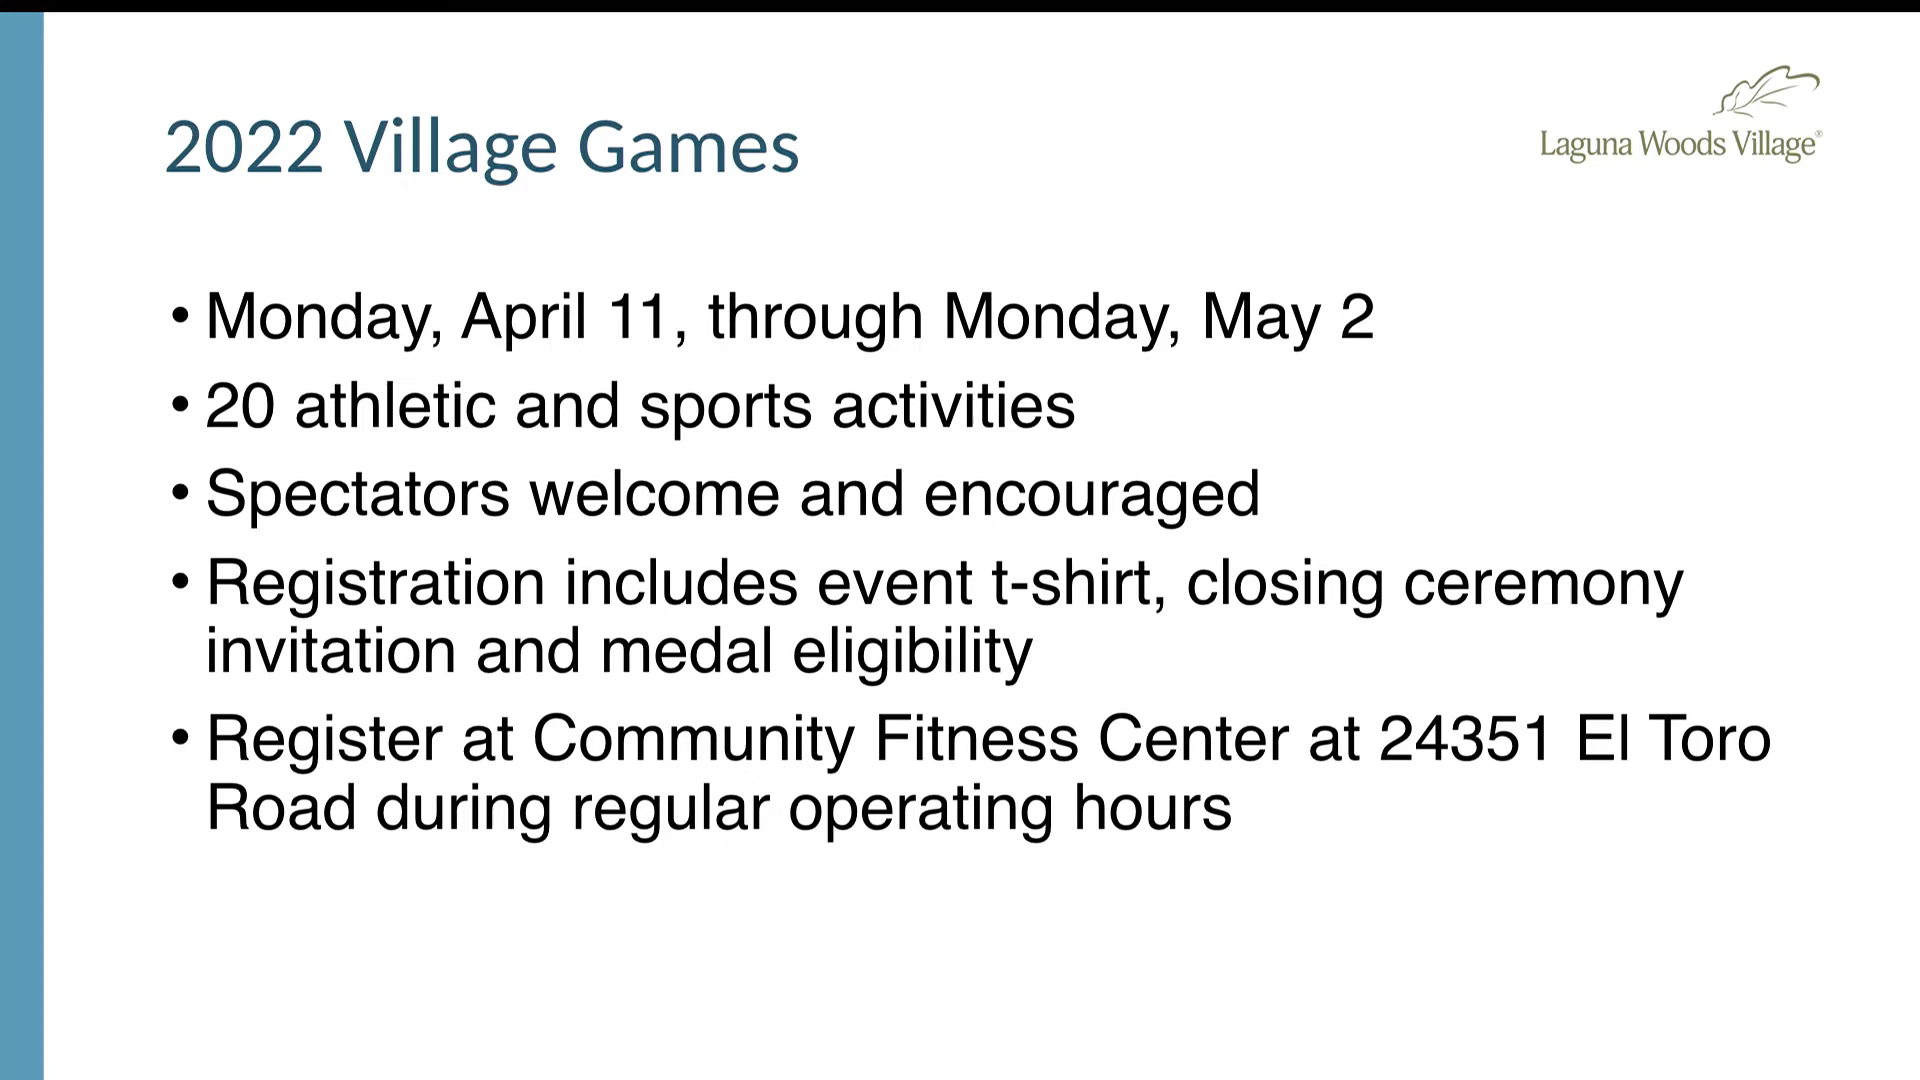 2022 Village Games
Laguna Woods Village®
• Monday, April 11, through Monday, May 2
• 20 athletic and sports activities
• Spectators welcome and encouraged
• Registration includes event t-shirt, closing ceremony
invitation and medal eligibility
• Register at Community Fitness Center at 24351 El Toro
Road during regular operating hours